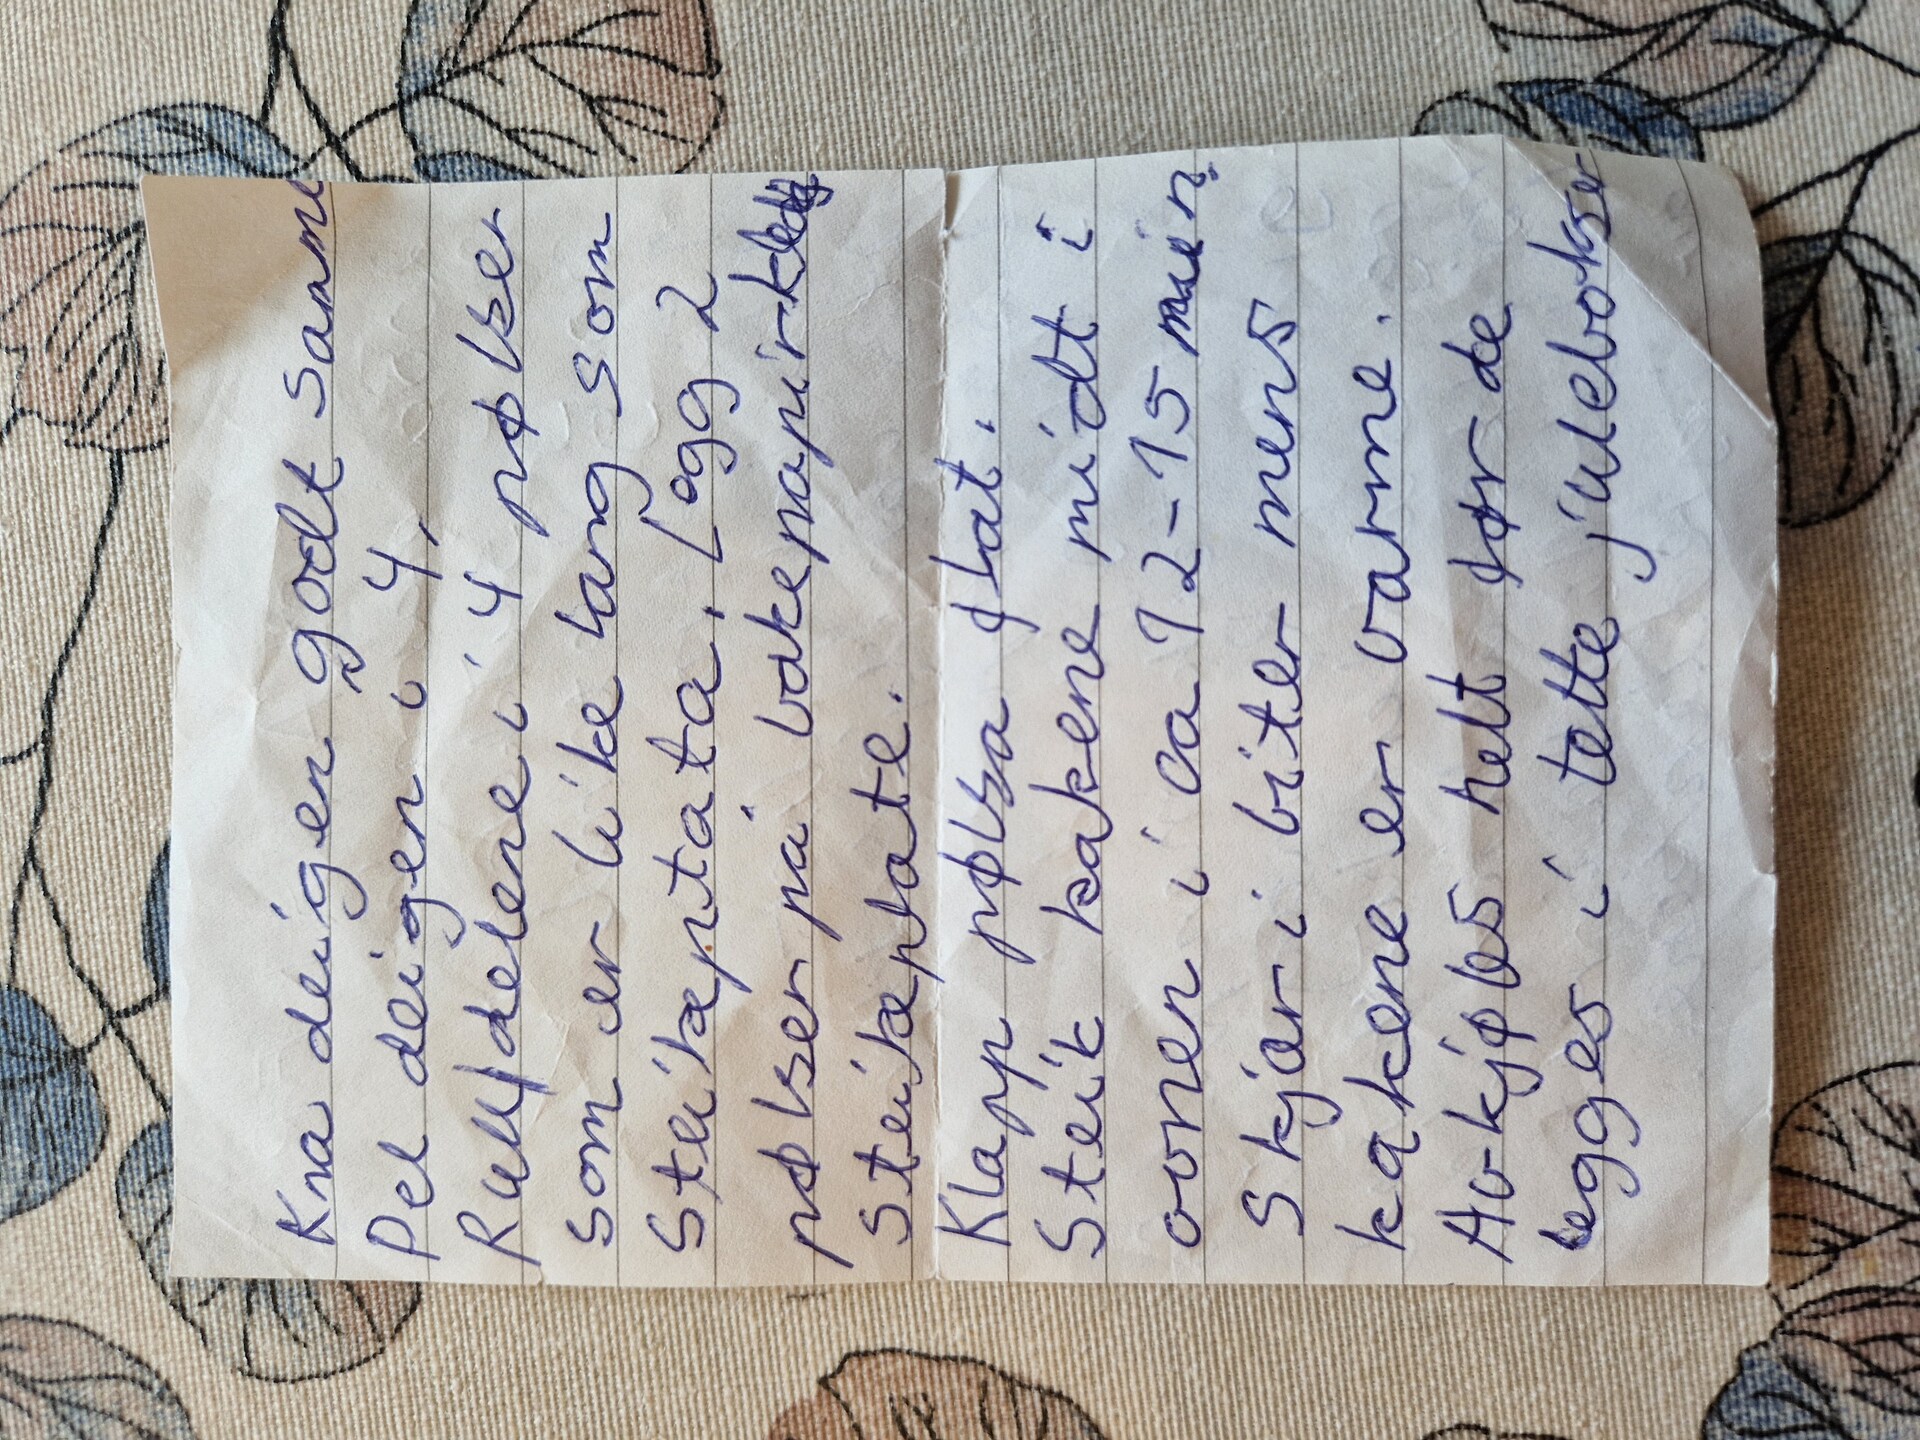 Kna deigen godt samme
Del deigen i 4,
Rull delene i 4 pølser
som er like lang som
Steikeplata. Legg 2
pølser på bakepapirkledd
steikeplate.
Klapp pølsa flat.
Steik kakene midt i
ovnen i ca 12-15 min.
Skjær i biter mens
kakene er varme.
Avkjøles helt før de
legges i tette julebokser